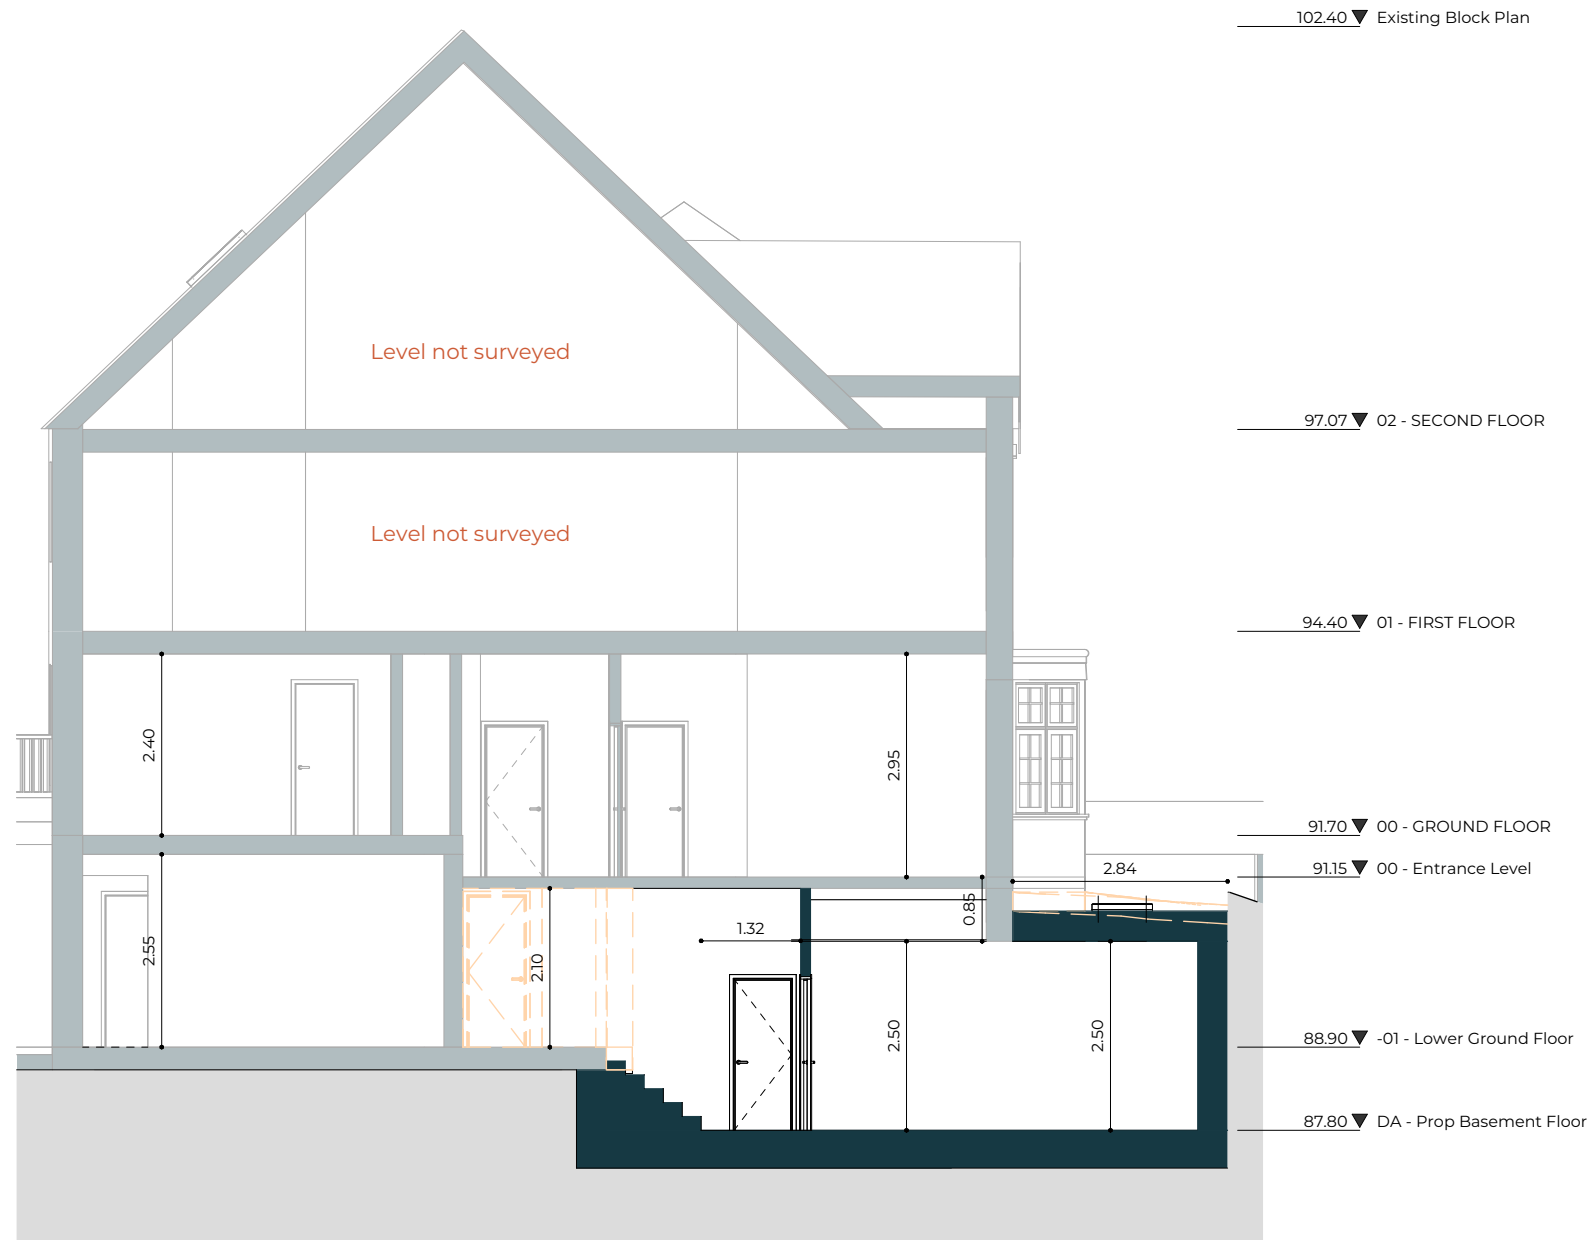 102.40 Existing Block Plan
Level not surveyed
97.07 02 - SECOND FLOOR
Level not surveyed
94.40 01 - FIRST FLOOR
2.40
2.95
91.70 00 - GROUND FLOOR
91.15 00 - Entrance Level
2.84
0.85
1.32
2.55
2.10
2.50
2.50
88.90 -01 - Lower Ground Floor
87.80 DA - Prop Basement Floor